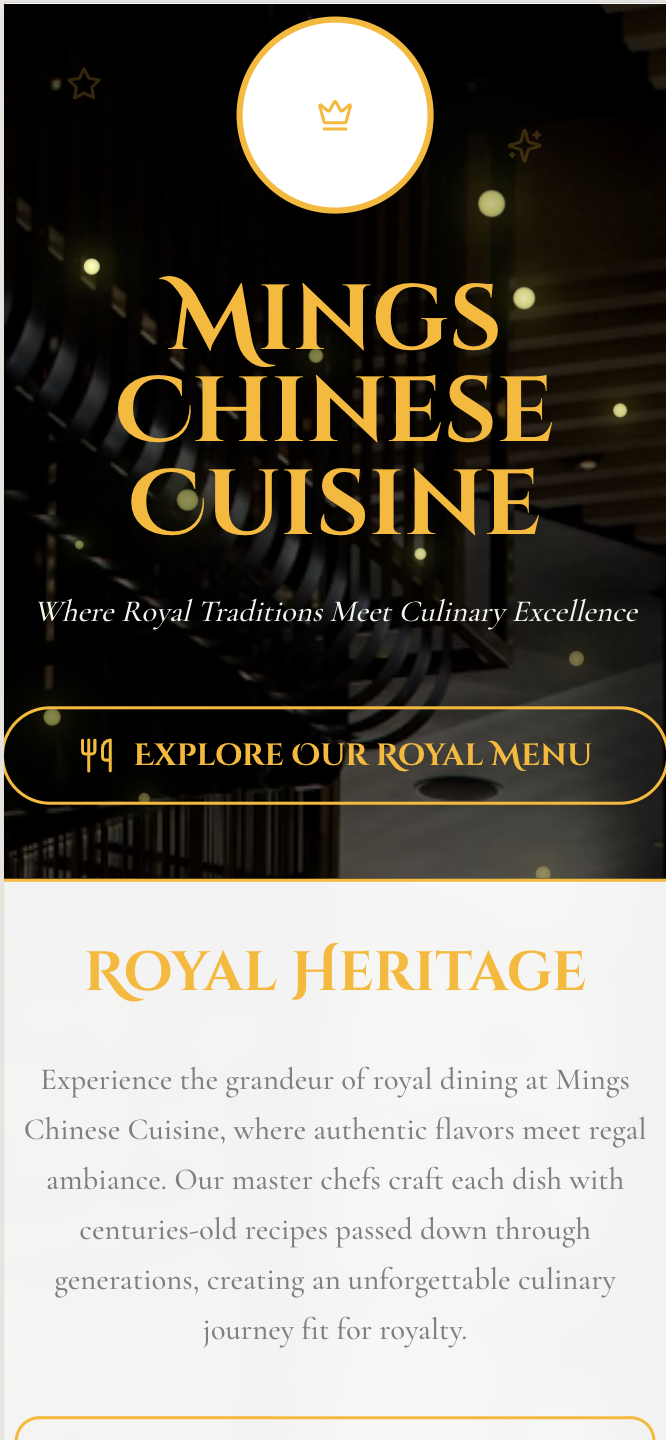 Mings
Chinese
Cuisine
Where Royal Traditions Meet Culinary Excellence
Explore Our Royal Menu
Royal Heritage
Experience the grandeur of royal dining at Mings
Chinese Cuisine, where authentic flavors meet regal
ambiance. Our master chefs craft each dish with
centuries-old recipes passed down through
generations, creating an unforgettable culinary
journey fit for royalty.